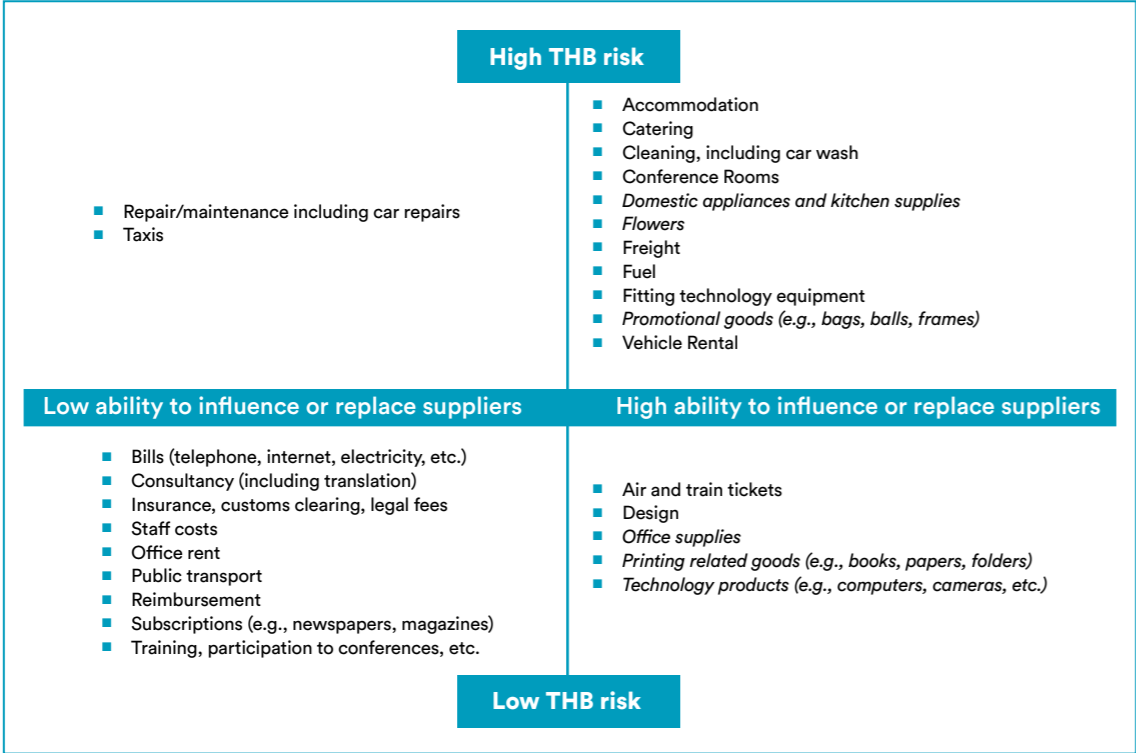 High THB risk
Repair/maintenance including car repairs
Taxis
Accommodation
Catering
Cleaning, including car wash
Conference Rooms
Domestic appliances and kitchen supplies
Flowers
Freight
Fuel
Fitting technology equipment
Promotional goods (e.g., bags, balls, frames)
Vehicle Rental
Low ability to influence or replace suppliers
High ability to influence or replace suppliers
Bills (telephone, internet, electricity, etc.)
Consultancy (including translation)
Insurance, customs clearing, legal fees
Staff costs
Office rent
Public transport
Reimbursement
Subscriptions (e.g., newspapers, magazines)
Training, participation to conferences, etc.
Air and train tickets
Design
Office supplies
Printing related goods (e.g., books, papers, folders)
Technology products (e.g., computers, cameras, etc.)
Low THB risk